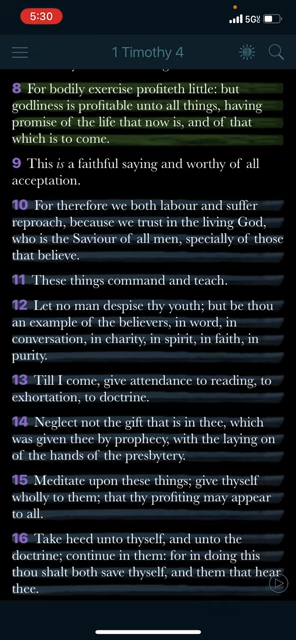 5:30
5G
1 Timothy 4
8 For bodily exercise profiteth little: but
godliness is profitable unto all things, having
promise of the life that now is, and of that
which is to come.
9 This is a faithful saying and worthy of all
acceptation.
10 For therefore we both labour and suffer
reproach, because we trust in the living God,
who is the Saviour of all men, specially of those
that believe.
11 These things command and teach.
12 Let no man despise thy youth; but be thou
an example of the believers, in word, in
conversation, in charity, in spirit, in faith, in
purity.
13 Till I come, give attendance to reading, to
exhortation, to doctrine.
14 Neglect not the gift that is in thee, which
was given thee by prophecy, with the laying on
of the hands of the presbytery.
15 Meditate upon these things; give thyself
wholly to them; that thy profiting may appear
to all.
16 Take heed unto thyself, and unto the
doctrine; continue in them: for in doing this
thou shalt both save thyself, and them that hear
thee.